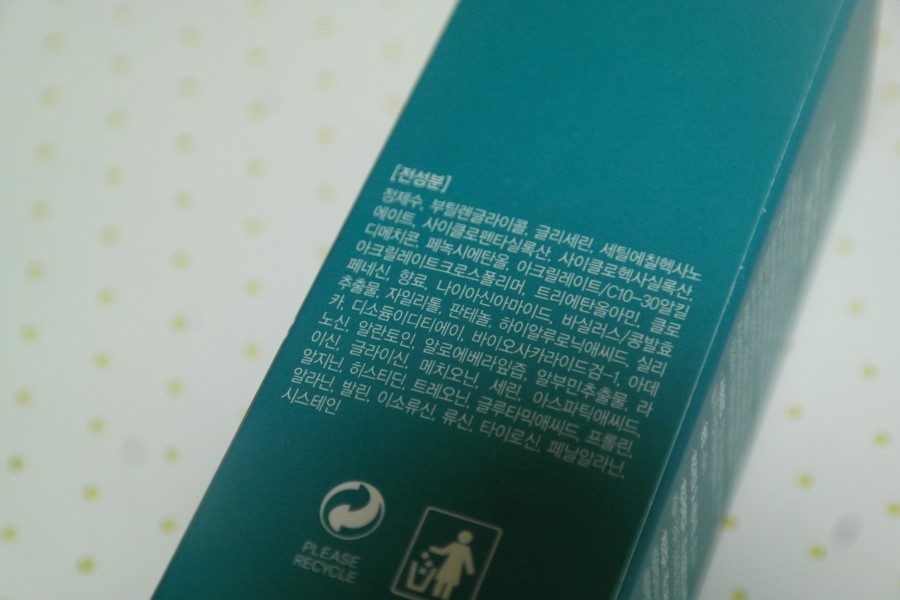 [전성분]
정제수, 부틸렌글라이콜, 글리세린, 세틸에칠헥사노
에이트, 사이클로펜타실록산, 사이클로헥사실록산,
디메치콘, 페녹시에탄올, 아크릴레이트/C10-30알킬
아크릴레이트크로스폴리머, 트리에탄올아민, 클로
페네신, 향료, 나이아신아마이드, 바실러스/콩발효
추출물, 자일리톨, 판테놀, 하이알루로닉애씨드, 실리
카, 디소듐이디티에이, 바이오사카라이드검-1, 아데
노신, 알란토인, 알로에베라잎즙, 알부민추출물, 라
이신, 글라이신, 메치오닌, 세린, 아스파틱애씨드,
알지닌, 히스티딘, 트레오닌, 글루타믹애씨드, 프롤린,
알라닌, 발린, 이소류신, 류신, 타이로신, 페닐알라닌,
시스테인
PLEASE
RECYCLE